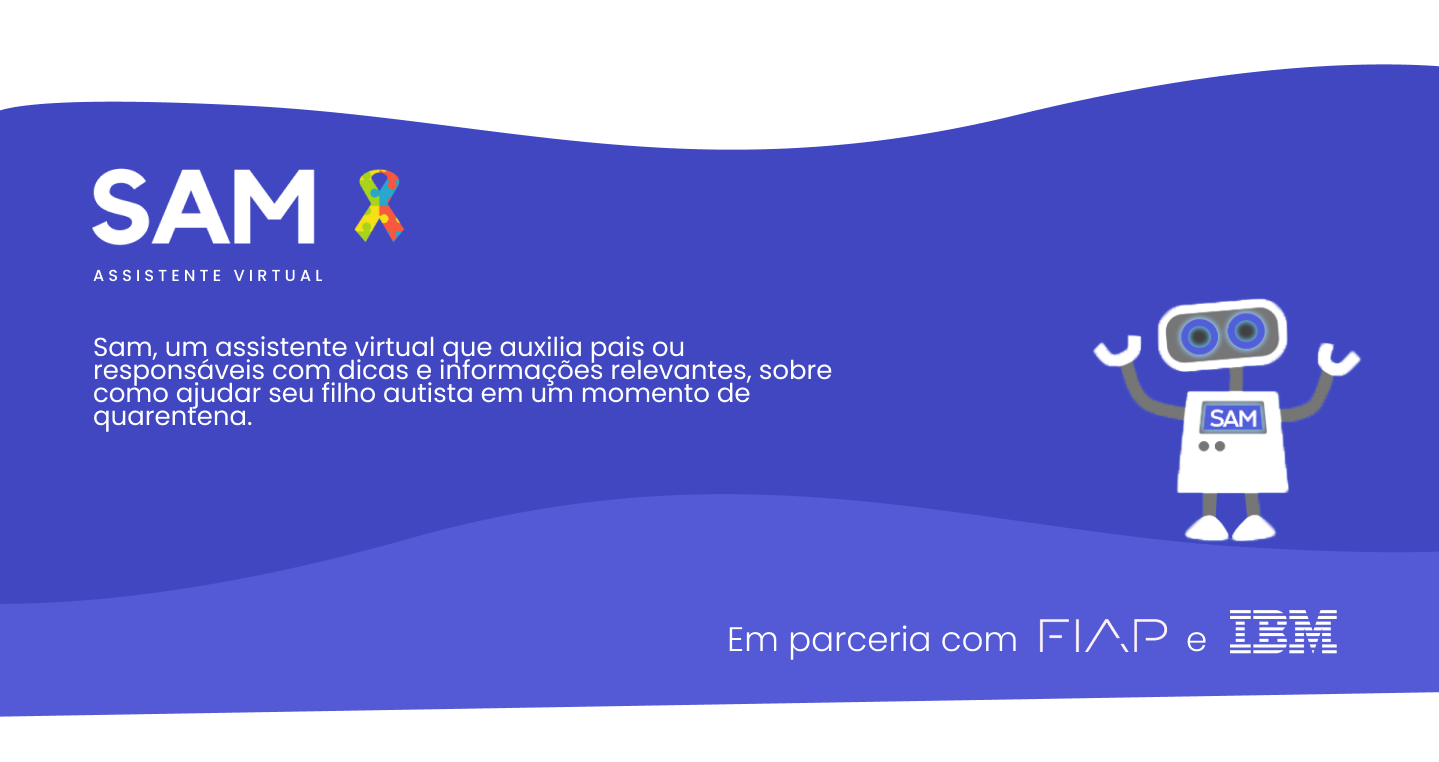 SAM
ASSISTENTE VIRTUAL
Sam, um assistente virtual que auxilia pais ou
responsáveis com dicas e informações relevantes, sobre
como ajudar seu filho autista em um momento de
quarentena.
SAM
Em parceria com FIAP e IBM